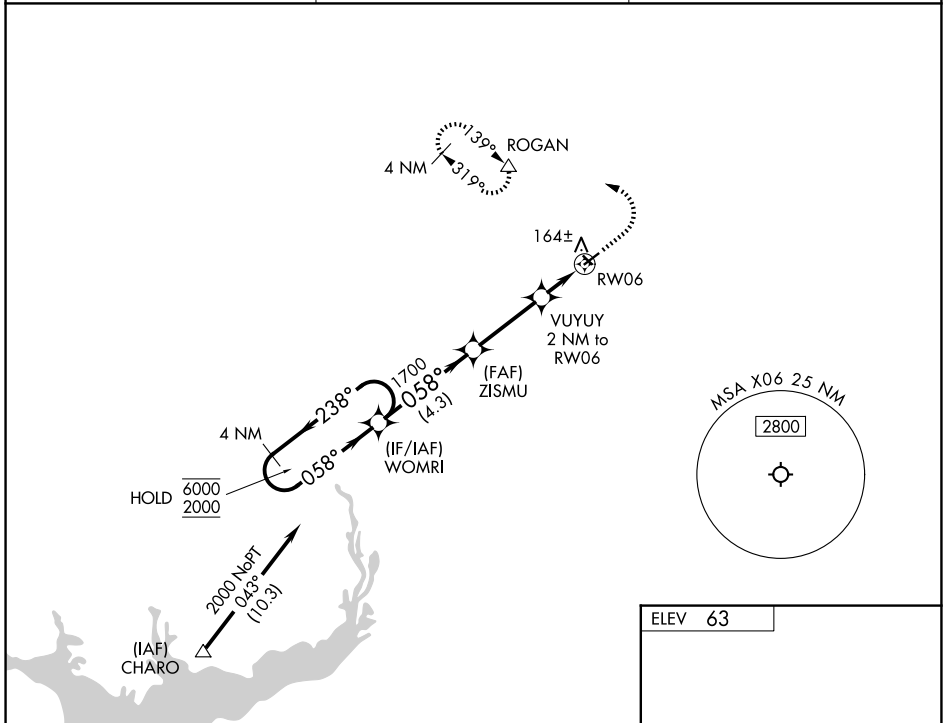 139°
ROGAN
4 NM
319°
164±
RW06
VUYUY
2 NM to
RW06
1700
058°
(4.3)
(FAF)
ZISMU
238°
4 NM
058°
(IF/IAF)
WOMRI
HOLD
6000
2000
2000 NoPT
043°
(10.3)
(IAF)
CHARO
MSA X06 25 NM
2800
ELEV 63